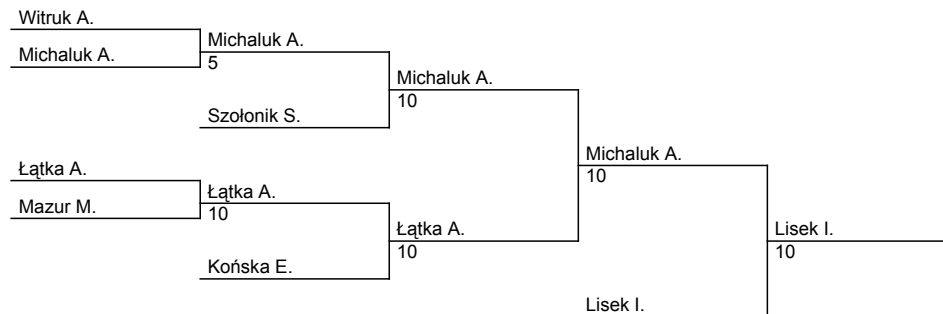 Witruk A.
Michaluk A.
Michaluk A.
5
Michaluk A.
10
Szołonik S.
Michaluk A.
10
Łątka A.
Mazur M.
Łątka A.
10
Łątka A.
10
Końska E.
Lisek I.
10
Lisek I.